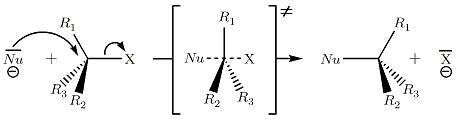 Nu ⊖ + R₁ R₃ R₂ X
Nu R₁ X R₂ R₃ ≠
Nu R₁ R₃ R₂ + X ⊖